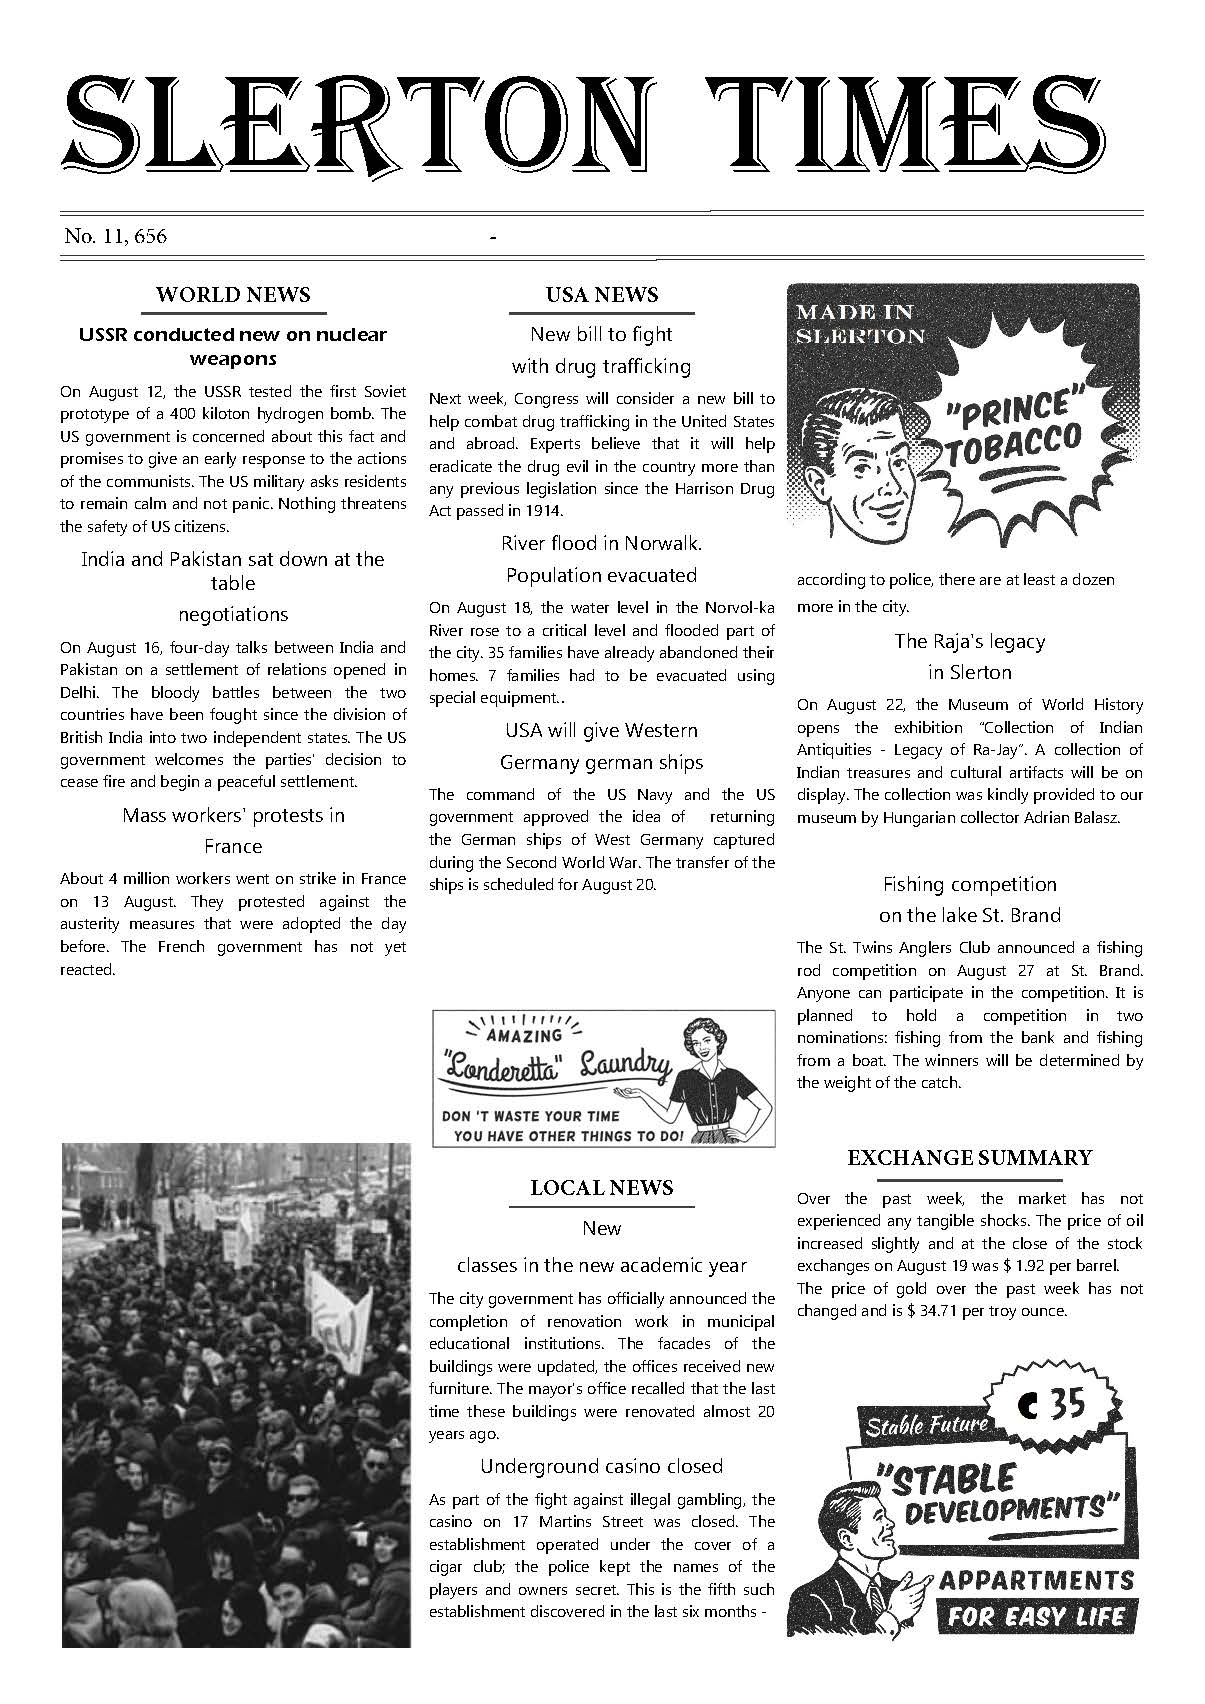 SLERTON TIMES
No. 11, 656
-
WORLD NEWS
USSR conducted new on nuclear
weapons
On August 12, the USSR tested the first Soviet
prototype of a 400 kiloton hydrogen bomb. The
US government is concerned about this fact and
promises to give an early response to the actions
of the communists. The US military asks residents
to remain calm and not panic. Nothing threatens
the safety of US citizens.
India and Pakistan sat down at the
table
negotiations
On August 16, four-day talks between India and
Pakistan on a settlement of relations opened in
Delhi. The bloody battles between the two
countries have been fought since the division of
British India into two independent states. The US
government welcomes the parties' decision to
cease fire and begin a peaceful settlement.
Mass workers' protests in
France
About 4 million workers went on strike in France
on 13 August. They protested against the
austerity measures that were adopted the day
before. The French government has not yet
reacted.
USA NEWS
New bill to fight
with drug trafficking
Next week, Congress will consider a new bill to
help combat drug trafficking in the United States
and abroad. Experts believe that it will help
eradicate the drug evil in the country more than
any previous legislation since the Harrison Drug
Act passed in 1914.
River flood in Norwalk.
Population evacuated
On August 18, the water level in the Norvol-ka
River rose to a critical level and flooded part of
the city. 35 families have already abandoned their
homes. 7 families had to be evacuated using
special equipment..
USA will give Western
Germany german ships
The command of the US Navy and the US
government approved the idea of returning
the German ships of West Germany captured
during the Second World War. The transfer of the
ships is scheduled for August 20.
AMAZING
"Londeretta" Laundry
DON 'T WASTE YOUR TIME
YOU HAVE OTHER THINGS TO DO!
LOCAL NEWS
New
classes in the new academic year
The city government has officially announced the
completion of renovation work in municipal
educational institutions. The facades of the
buildings were updated, the offices received new
furniture. The mayor's office recalled that the last
time these buildings were renovated almost 20
years ago.
Underground casino closed
As part of the fight against illegal gambling, the
casino on 17 Martins Street was closed. The
establishment operated under the cover of a
cigar club; the police kept the names of the
players and owners secret. This is the fifth such
establishment discovered in the last six months -
MADE IN
SLERTON
"PRINCE"
TOBACCO
according to police, there are at least a dozen
more in the city.
The Raja's legacy
in Slerton
On August 22, the Museum of World History
opens the exhibition “Collection of Indian
Antiquities - Legacy of Ra-Jay”. A collection of
Indian treasures and cultural artifacts will be on
display. The collection was kindly provided to our
museum by Hungarian collector Adrian Balasz.
Fishing competition
on the lake St. Brand
The St. Twins Anglers Club announced a fishing
rod competition on August 27 at St. Brand.
Anyone can participate in the competition. It is
planned to hold a competition in two
nominations: fishing from the bank and fishing
from a boat. The winners will be determined by
the weight of the catch.
EXCHANGE SUMMARY
Over the past week, the market has not
experienced any tangible shocks. The price of oil
increased slightly and at the close of the stock
exchanges on August 19 was $ 1.92 per barrel.
The price of gold over the past week has not
changed and is $ 34.71 per troy ounce.
C 35
Stable Future
"STABLE
DEVELOPMENTS"
APPARTMENTS
FOR EASY LIFE